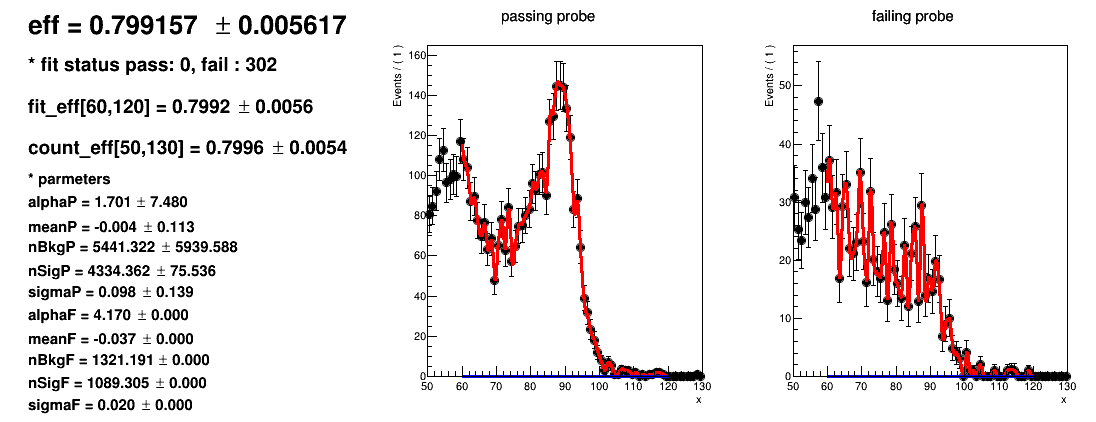 eff = 0.799157 ± 0.005617
* fit status pass: 0, fail : 302
fit_eff[60,120] = 0.7992 ± 0.0056
count_eff[50,130] = 0.7996 ± 0.0054
* parmeters
alphaP = 1.701 ± 7.480
meanP = -0.004 ± 0.113
nBkgP = 5441.322 ± 5939.588
nSigP = 4334.362 ± 75.536
sigmaP = 0.098 ± 0.139
alphaF = 4.170 ± 0.000
meanF = -0.037 ± 0.000
nBkgF = 1321.191 ± 0.000
nSigF = 1089.305 ± 0.000
sigmaF = 0.020 ± 0.000
passing probe
Events / ( 1 )
160
140
120
100
80
60
40
20
0
50 60 70 80 90 100 110 120 130
x
failing probe
Events / ( 1 )
50
40
30
20
10
0
50 60 70 80 90 100 110 120 130
x